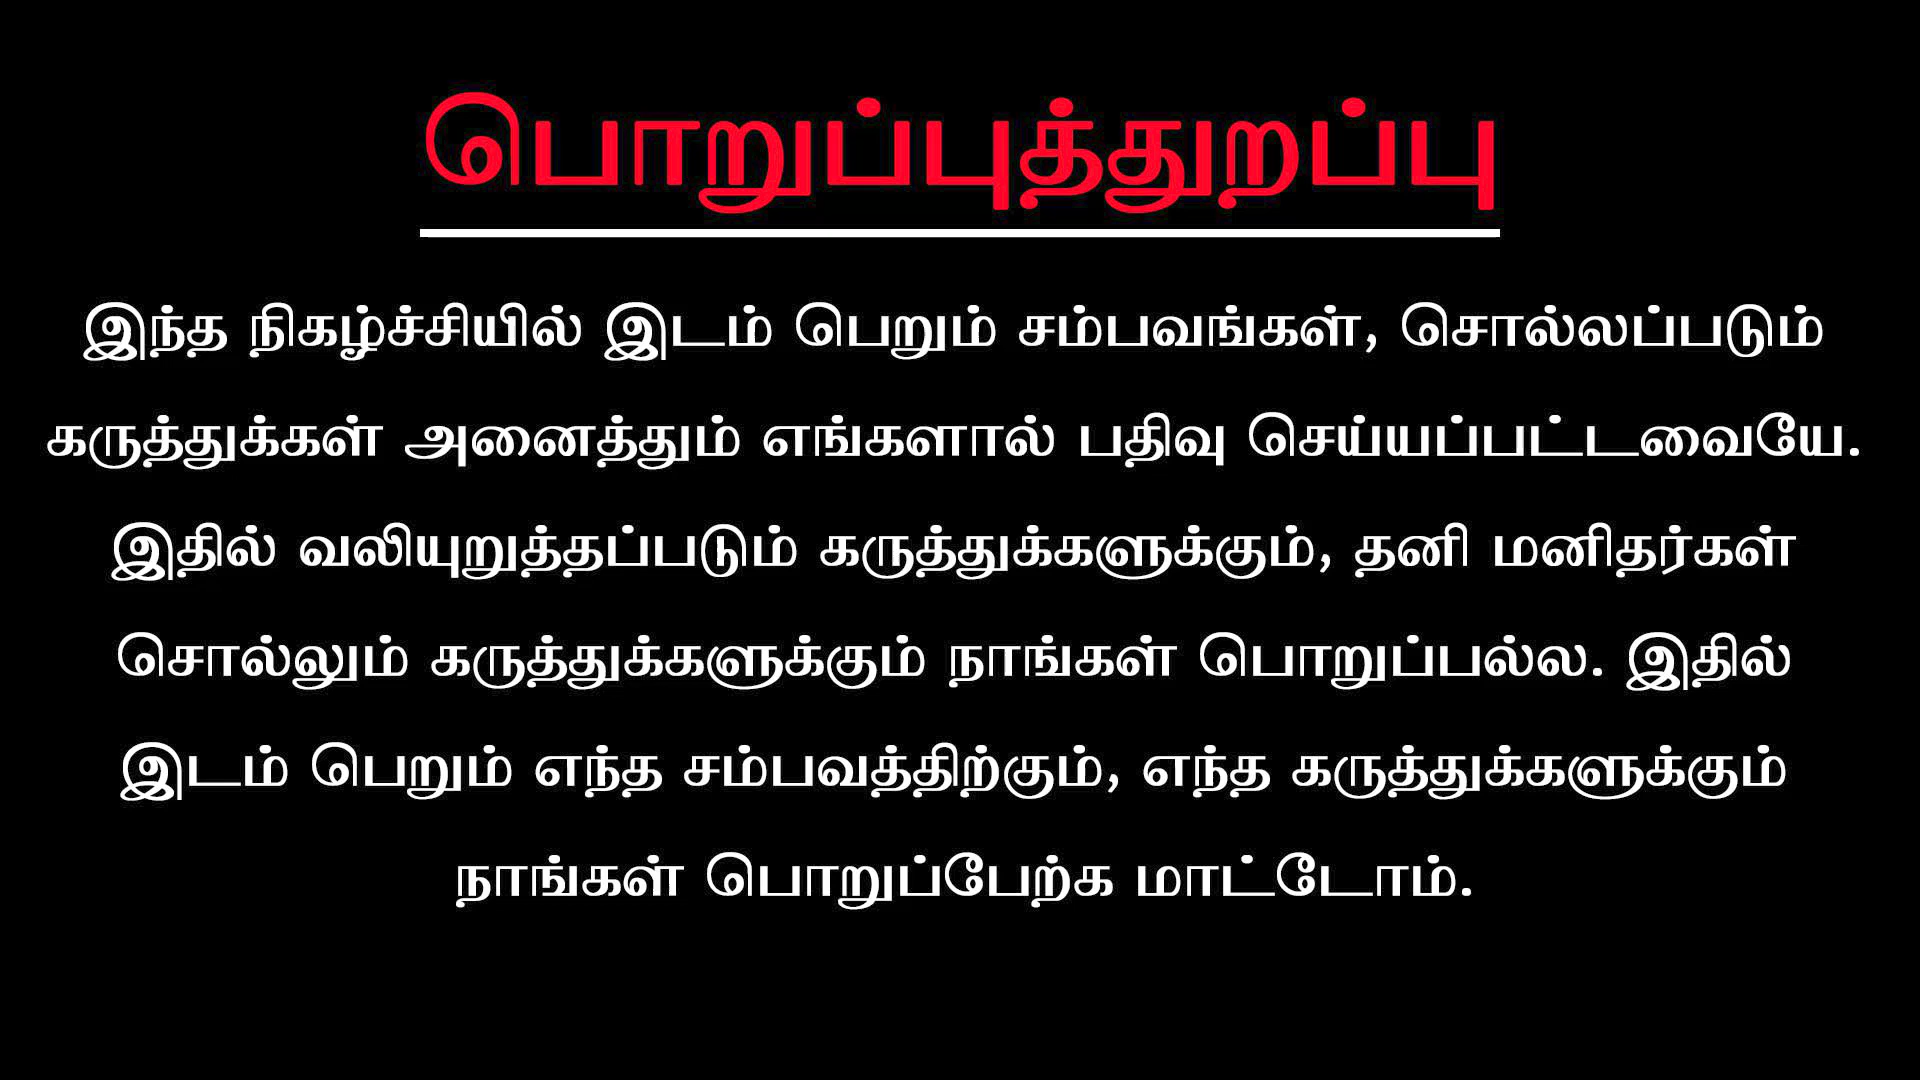 பொறுப்புத்துறப்பு
இந்த நிகழ்ச்சியில் இடம் பெறும் சம்பவங்கள், சொல்லப்படும்
கருத்துக்கள் அனைத்தும் எங்களால் பதிவு செய்யப்பட்டவையே.
இதில் வலியுறுத்தப்படும் கருத்துக்களுக்கும், தனி மனிதர்கள்
சொல்லும் கருத்துக்களுக்கும் நாங்கள் பொறுப்பல்ல. இதில்
இடம் பெறும் எந்த சம்பவத்திற்கும், எந்த கருத்துக்களுக்கும்
நாங்கள் பொறுப்பேற்க மாட்டோம்.